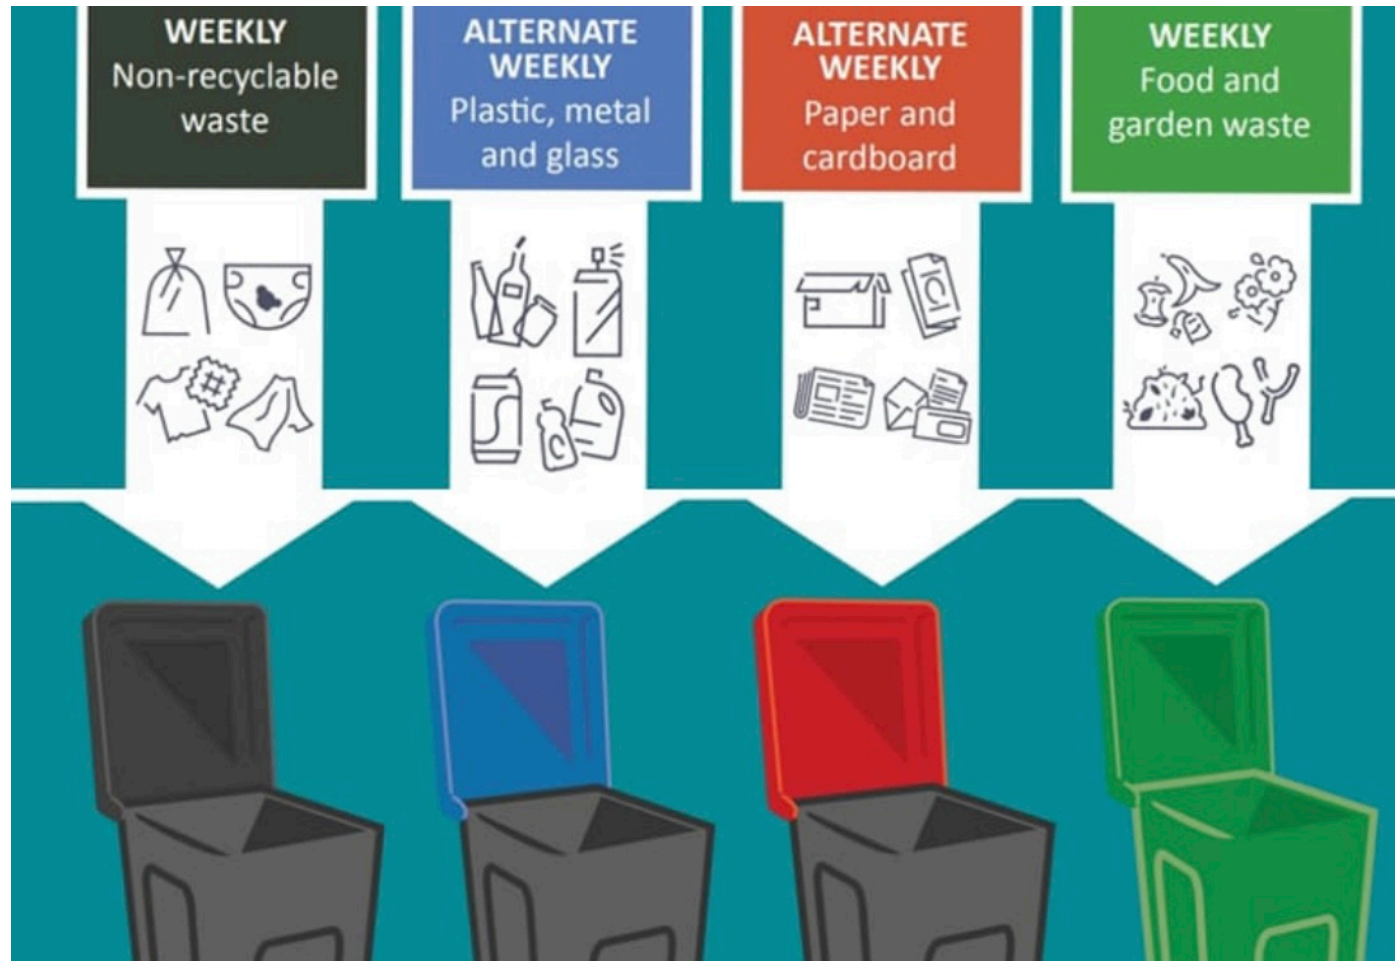 WEEKLY
Non-recyclable
waste
ALTERNATE
WEEKLY
Plastic, metal
and glass
ALTERNATE
WEEKLY
Paper and
cardboard
WEEKLY
Food and
garden waste